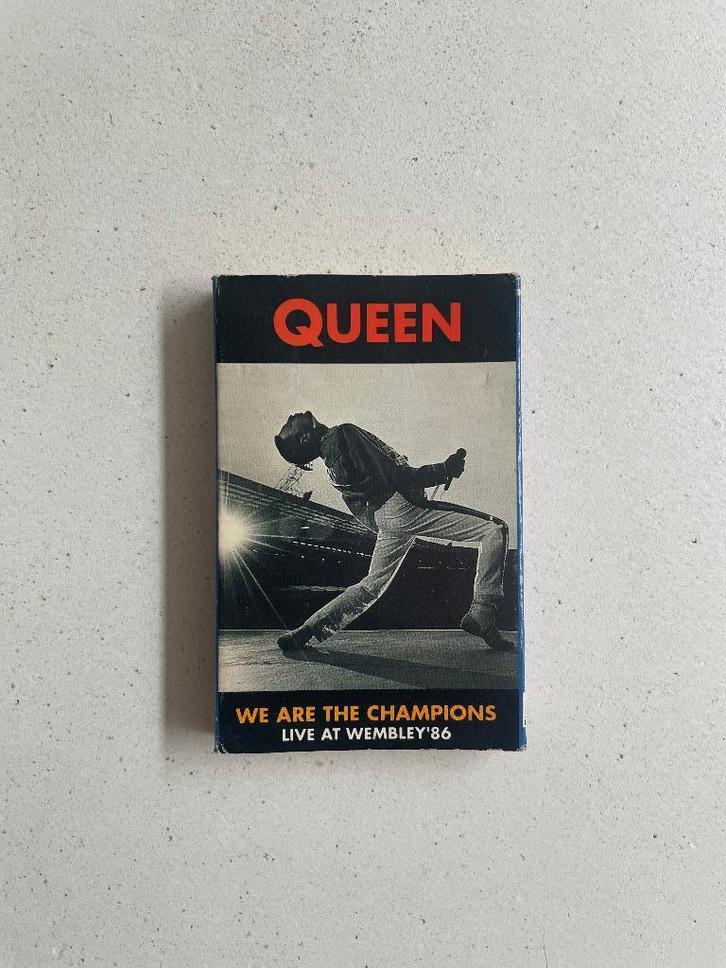 QUEEN
WE ARE THE CHAMPIONS
LIVE AT WEMBLEY'86